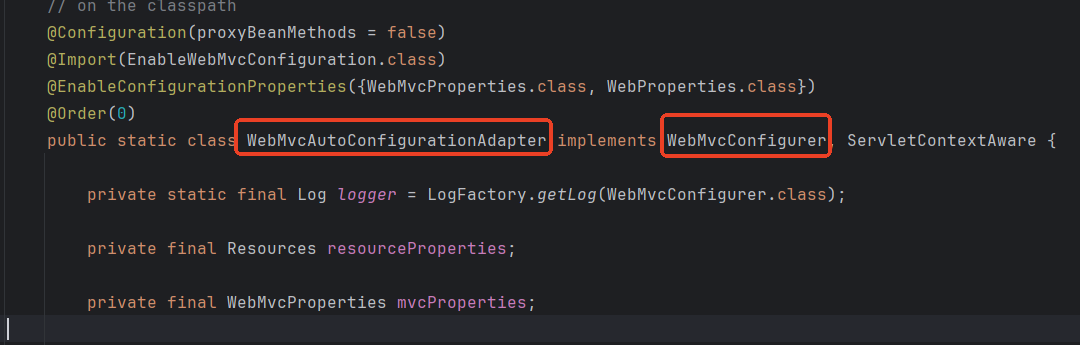 // on the classpath
@Configuration(proxyBeanMethods = false)
@Import(EnableWebMvcConfiguration.class)
@EnableConfigurationProperties({WebMvcProperties.class, WebProperties.class})
@Order(0)
public static class WebMvcAutoConfigurationAdapter implements WebMvcConfigurer, ServletContextAware {
private static final Log logger = LogFactory.getLog(WebMvcConfigurer.class);
private final Resources resourceProperties;
private final WebMvcProperties mvcProperties;